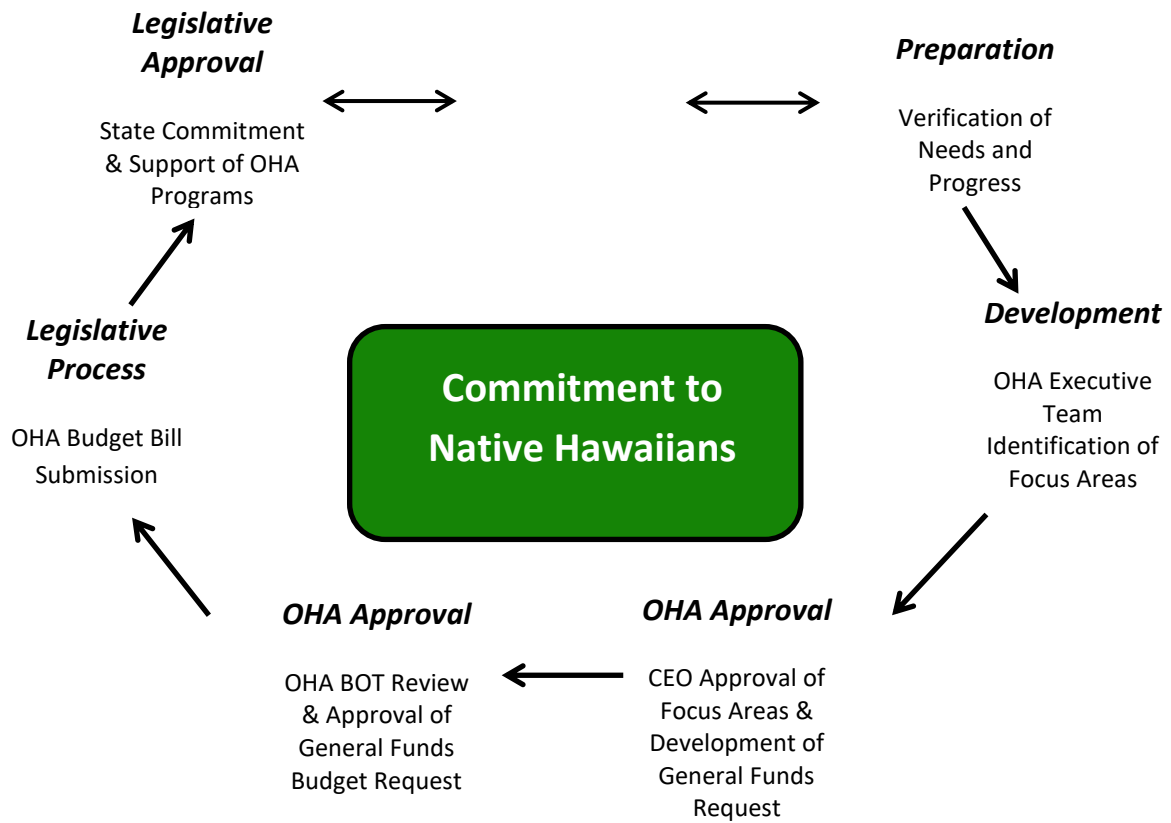 Legislative
Approval
State Commitment
& Support of OHA
Programs
Preparation
Verification of
Needs and
Progress
Development
OHA Executive
Team
Identification of
Focus Areas
OHA Approval
CEO Approval of
Focus Areas &
Development of
General Funds
Request
OHA Approval
OHA BOT Review
& Approval of
General Funds
Budget Request
Legislative
Process
OHA Budget Bill
Submission
Commitment to
Native Hawaiians